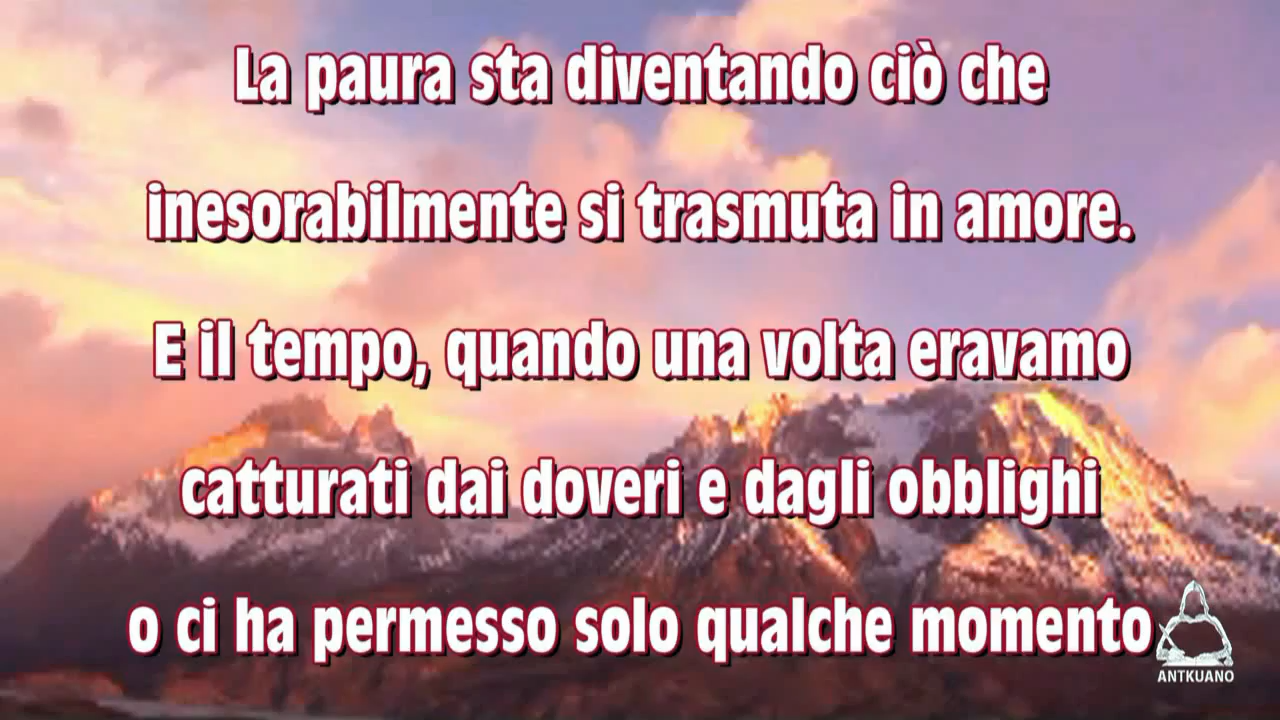 La paura sta diventando ciò che
inesorabilmente si trasmuta in amore.
E il tempo, quando una volta eravamo
catturati dai doveri e dagli obblighi
o ci ha permesso solo qualche momento
ANTKUANO